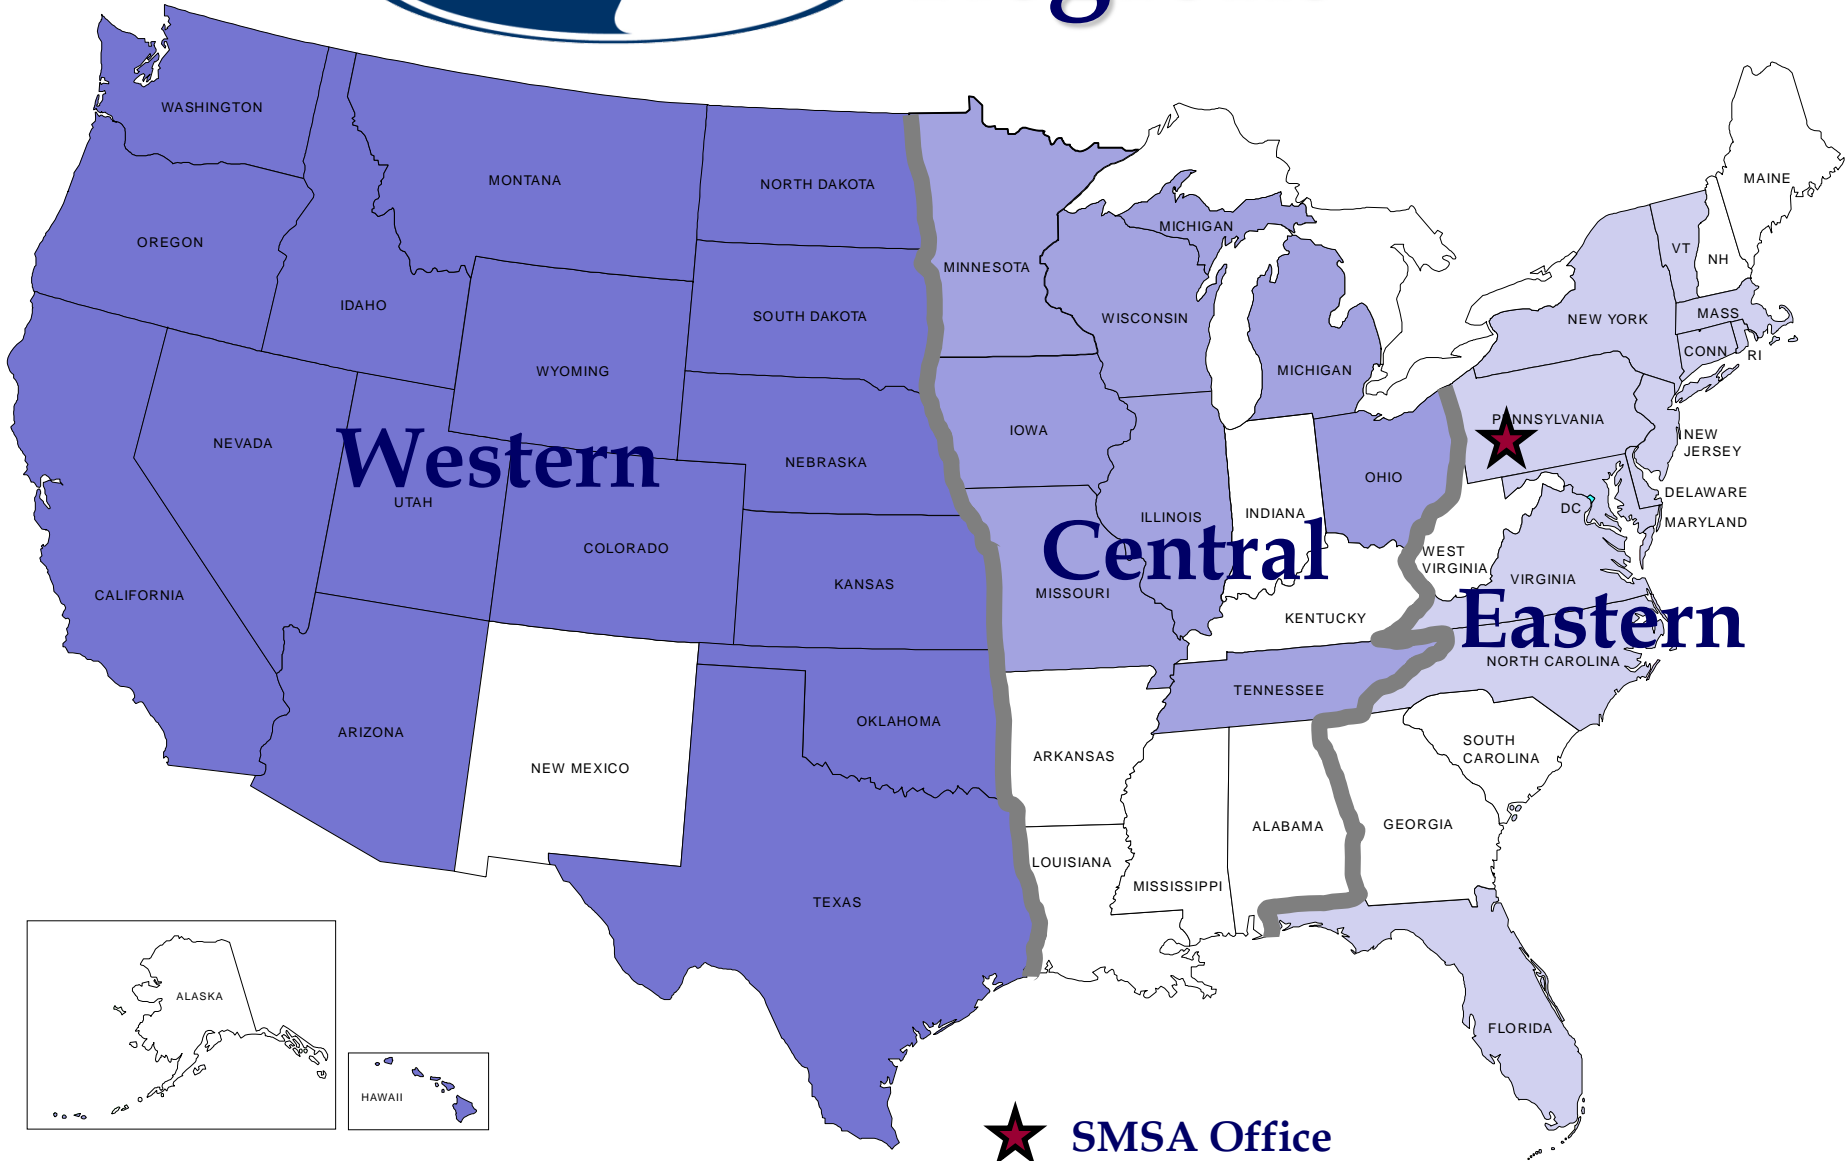 WASHINGTON
MONTANA
NORTH DAKOTA
MAINE
MICHIGAN
OREGON
VT
NH
MINNESOTA
IDAHO
SOUTH DAKOTA
WISCONSIN
NEW YORK
MASS
CONN
RI
WYOMING
MICHIGAN
PENNSYLVANIA
NEVADA
IOWA
NEW
JERSEY
Western
NEBRASKA
OHIO
UTAH
DELAWARE
DC
MARYLAND
ILLINOIS
INDIANA
COLORADO
Central
WEST
VIRGINIA
KANSAS
MISSOURI
VIRGINIA
CALIFORNIA
KENTUCKY
Eastern
NORTH CAROLINA
TENNESSEE
OKLAHOMA
ARIZONA
SOUTH
CAROLINA
ARKANSAS
NEW MEXICO
ALABAMA
GEORGIA
LOUISIANA
MISSISSIPPI
TEXAS
ALASKA
FLORIDA
HAWAII
SMSA Office